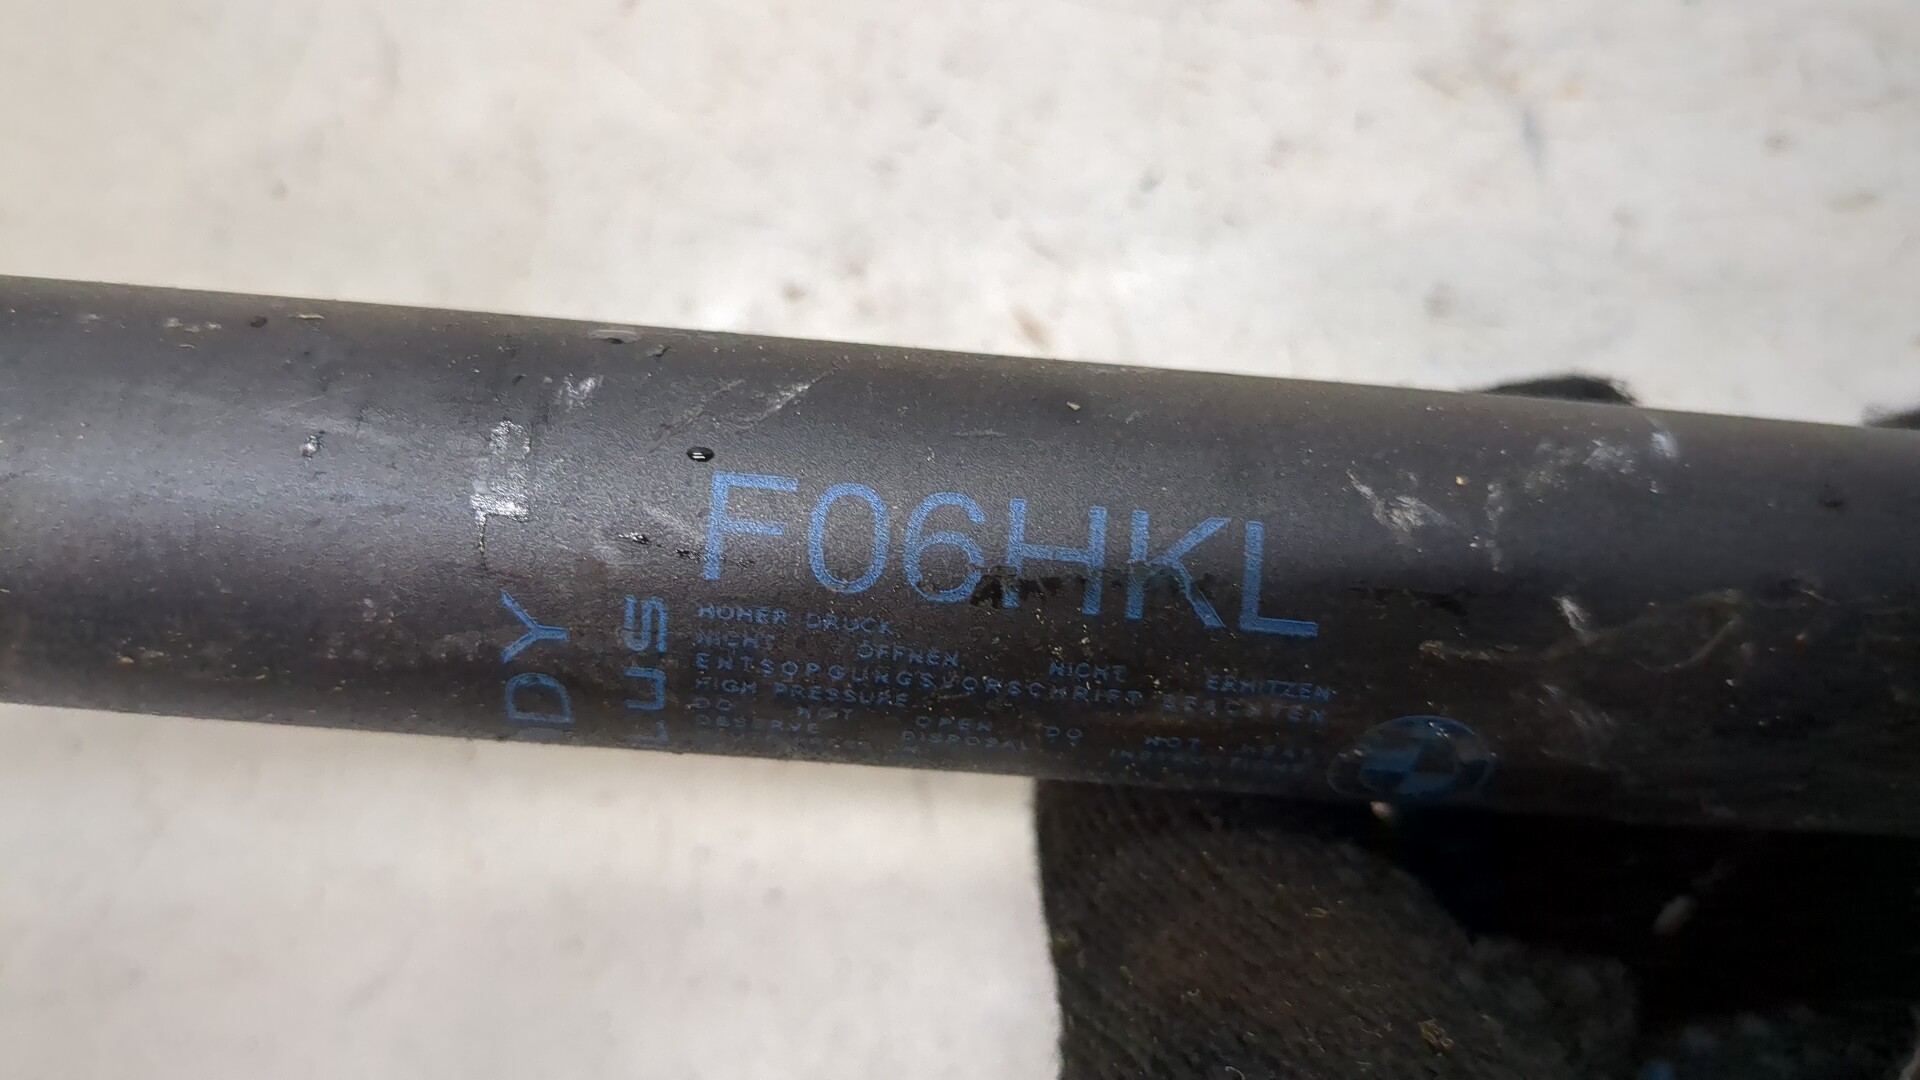 F06HKL
HOHER DRUCK
NICHT ÖFFNEN NICHT ERHITZEN
ENTSORGUNGSVORSCHRIFT BEACHTEN
HIGH PRESSURE
DO NOT OPEN DO NOT HEAT
OBSERVE DISPOSAL
DY
LUS